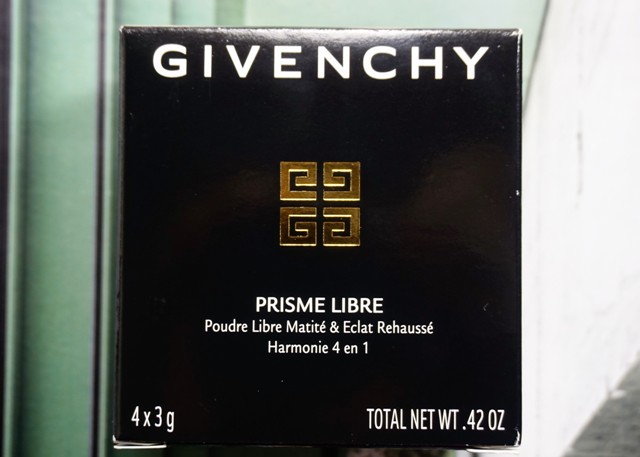 GIVENCHY
PRISME LIBRE
Poudre Libre Matité & Eclat Rehaussé
Harmonie 4 en 1
4 x 3 g
TOTAL NET WT .42 OZ